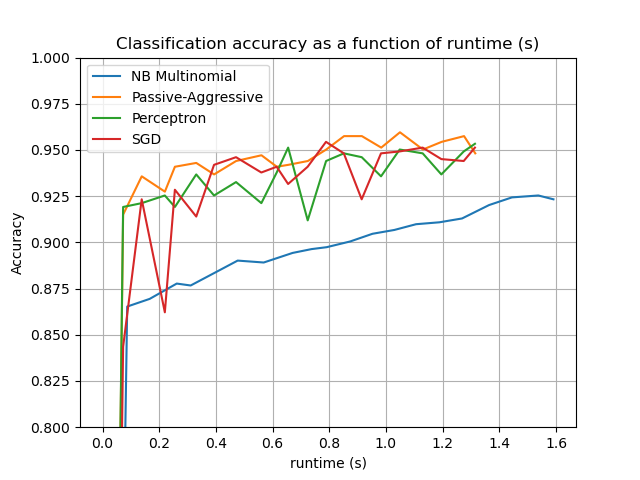 Classification accuracy as a function of runtime (s)
1.000
0.975
0.950
0.925
0.900
0.875
0.850
0.825
0.800
Accuracy
NB Multinomial
Passive-Aggressive
Perceptron
SGD
0.0 0.2 0.4 0.6 0.8 1.0 1.2 1.4 1.6
runtime (s)